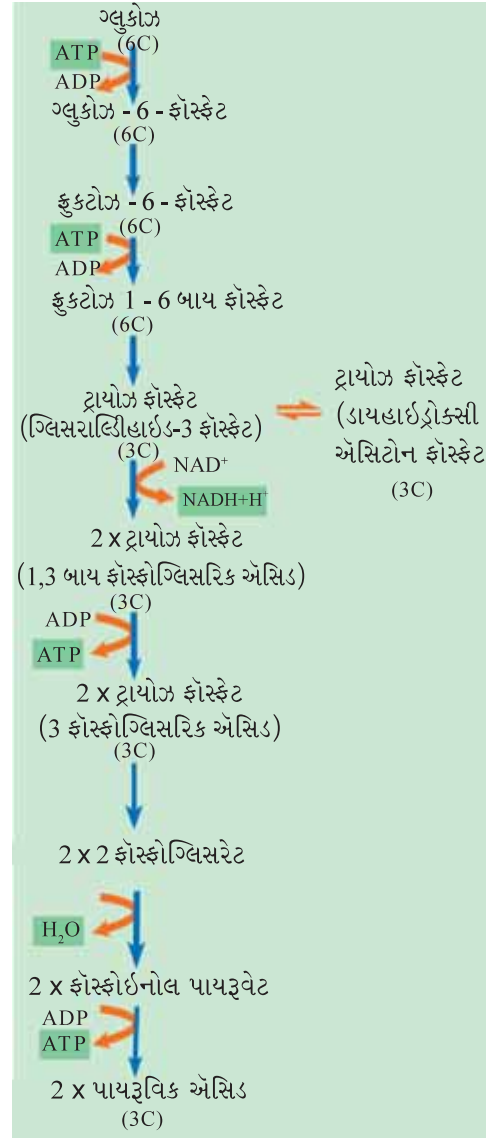 ગ્લુકોઝ
(6C)
ATP
ADP
ગ્લુકોઝ - 6 - ફૉસ્ફેટ
(6C)
ફ્રુકટોઝ - 6 - ફૉસ્ફેટ
(6C)
ATP
ADP
ફ્રુકટોઝ 1 - 6 બાય ફૉસ્ફેટ
(6C)
ટ્રાયોઝ ફૉસ્ફેટ
(ગ્લિસરાલ્ડિહાઇડ-3 ફૉસ્ફેટ)
(3C)
ટ્રાયોઝ ફૉસ્ફેટ
(ડાયહાઇડ્રોક્સી
ઍસિટોન ફૉસ્ફેટ
(3C)
NAD⁺
NADH+H⁺
2 x ટ્રાયોઝ ફૉસ્ફેટ
(1,3 બાય ફૉસ્ફોગ્લિસરિક ઍસિડ)
(3C)
ADP
ATP
2 x ટ્રાયોઝ ફૉસ્ફેટ
(3 ફૉસ્ફોગ્લિસરિક ઍસિડ)
(3C)
2 x 2 ફૉસ્ફોગ્લિસરેટ
H₂O
2 x ફૉસ્ફોઇનોલ પાયરૂવેટ
ADP
ATP
2 x પાયરૂવિક ઍસિડ
(3C)